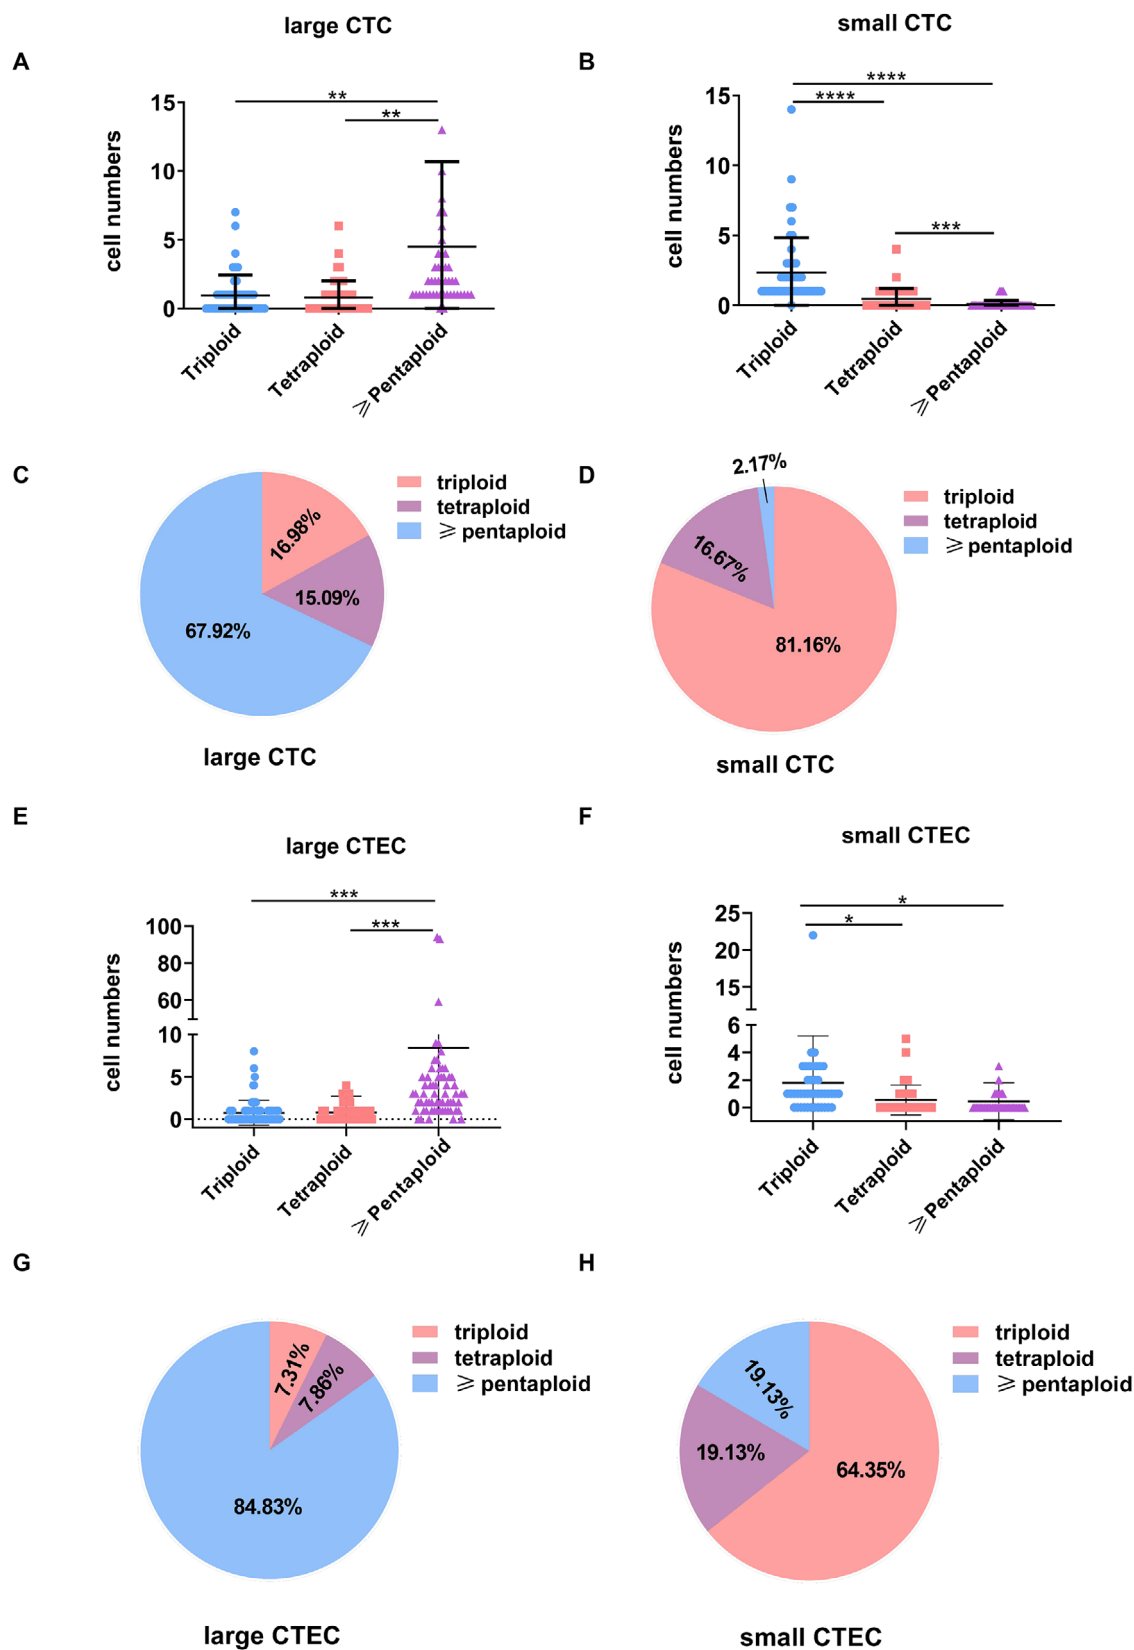 large CTC
small CTC
A
B
**
**
15
10
5
0
cell numbers
Triploid
Tetraploid
⩾ Pentaploid
****
****
***
15
10
5
0
cell numbers
Triploid
Tetraploid
⩾ Pentaploid
C
16.98%
15.09%
67.92%
triploid
tetraploid
⩾ pentaploid
large CTC
D
2.17%
16.67%
81.16%
triploid
tetraploid
⩾ pentaploid
small CTC
E
large CTEC
***
***
100
80
60
10
5
0
cell numbers
Triploid
Tetraploid
⩾ Pentaploid
F
small CTEC
*
*
25
20
15
6
4
2
0
cell numbers
Triploid
Tetraploid
⩾ Pentaploid
G
7.31%
7.86%
84.83%
triploid
tetraploid
⩾ pentaploid
large CTEC
H
19.13%
19.13%
64.35%
triploid
tetraploid
⩾ pentaploid
small CTEC